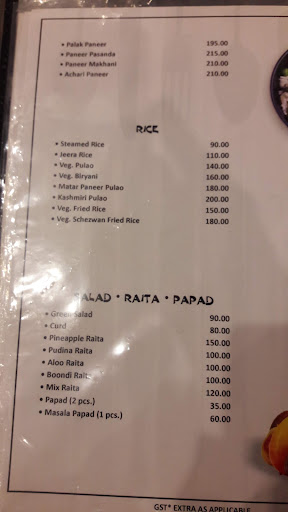 • Palak Paneer 195.00
• Paneer Pasanda 215.00
• Paneer Makhani 210.00
• Achari Paneer 210.00
RICE
• Steamed Rice 90.00
• Jeera Rice 110.00
• Veg. Pulao 140.00
• Veg. Biryani 160.00
• Matar Paneer Pulao 180.00
• Kashmiri Pulao 200.00
• Veg. Fried Rice 150.00
• Veg. Schezwan Fried Rice 180.00
SALAD * RAITA * PAPAD
• Green Salad 90.00
• Curd 80.00
• Pineapple Raita 150.00
• Pudina Raita 100.00
• Aloo Raita 100.00
• Boondi Raita 100.00
• Mix Raita 120.00
• Papad (2 pcs.) 35.00
• Masala Papad (1 pcs.) 60.00
GST* EXTRA AS APPLICABLE